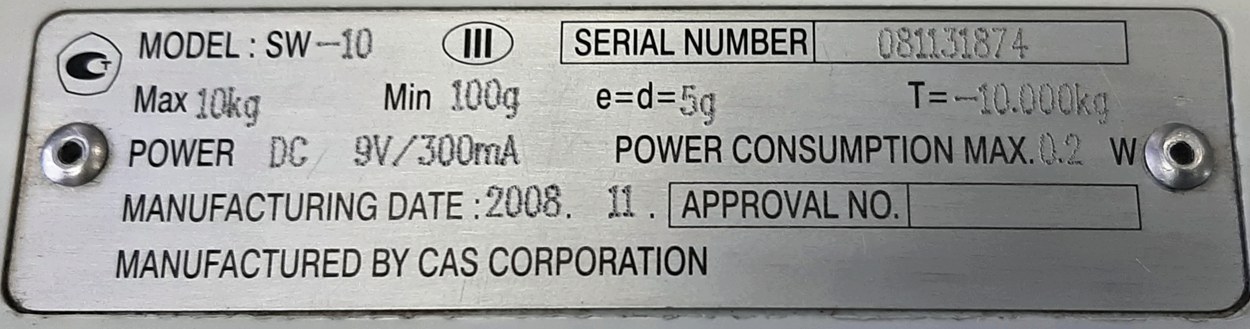 MODEL : SW-10 III SERIAL NUMBER 081131874
Max 10kg Min 100g e=d=5g T=-10.000kg
POWER DC 9V/300mA POWER CONSUMPTION MAX. 0.2 W
MANUFACTURING DATE : 2008. 11 . APPROVAL NO.
MANUFACTURED BY CAS CORPORATION